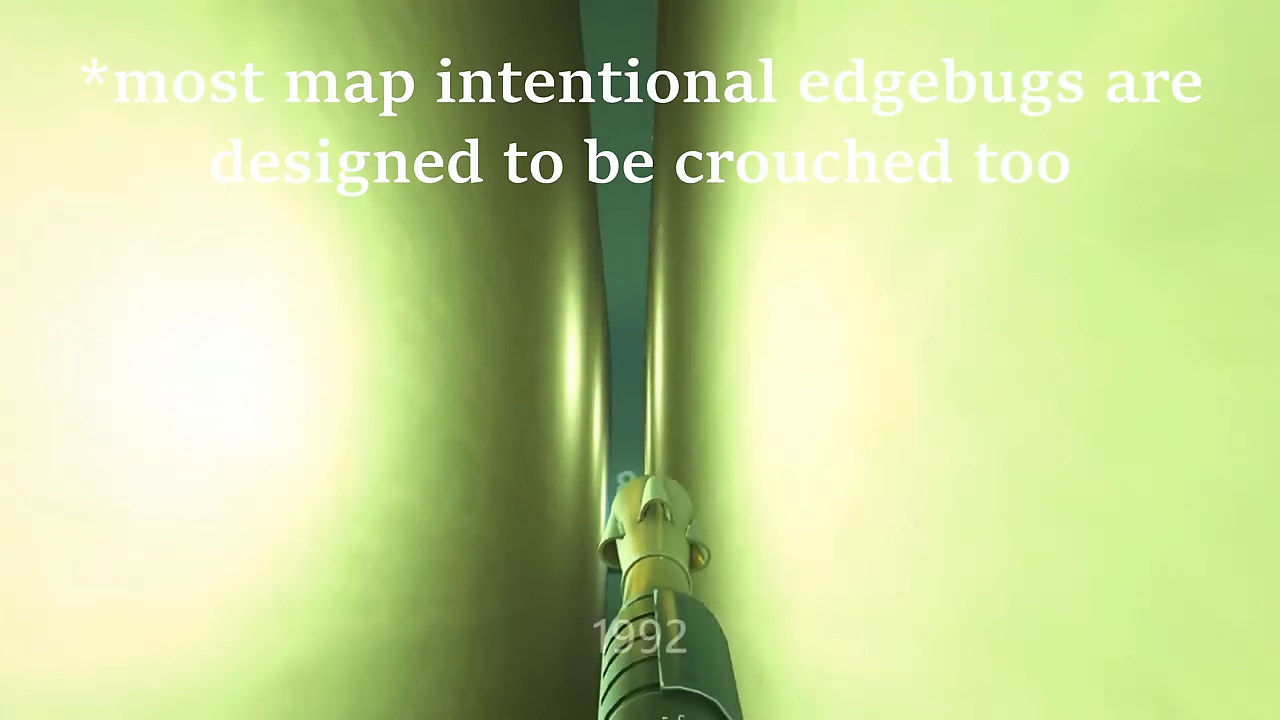 *most map intentional edgebugs are
designed to be crouched too
1992